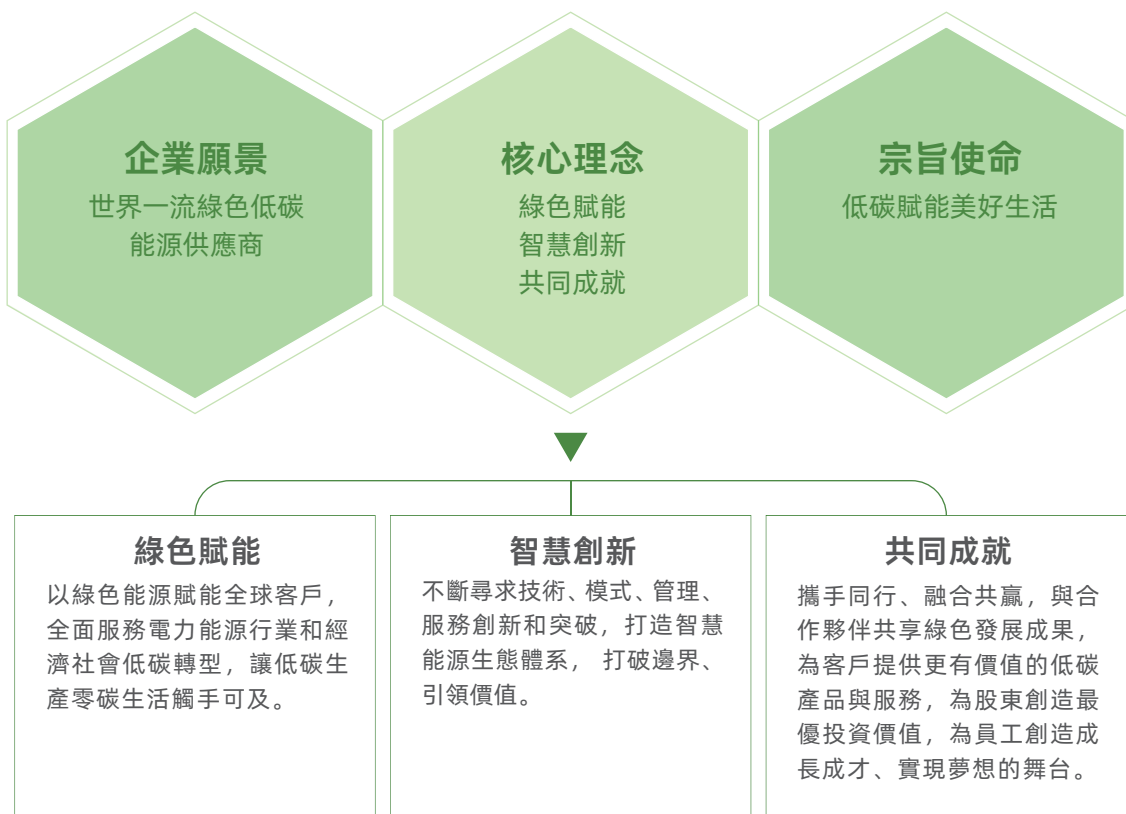 企業願景
世界一流綠色低碳
能源供應商
核心理念
綠色賦能
智慧創新
共同成就
宗旨使命
低碳賦能美好生活
綠色賦能
以綠色能源賦能全球客戶，
全面服務電力能源行業和經
濟社會低碳轉型，讓低碳生
產零碳生活觸手可及。
智慧創新
不斷尋求技術、模式、管理、
服務創新和突破，打造智慧
能源生態體系， 打破邊界、
引領價值。
共同成就
攜手同行、融合共贏，與合
作夥伴共享綠色發展成果，
為客戶提供更有價值的低碳
產品與服務，為股東創造最
優投資價值，為員工創造成
長成才、實現夢想的舞台。